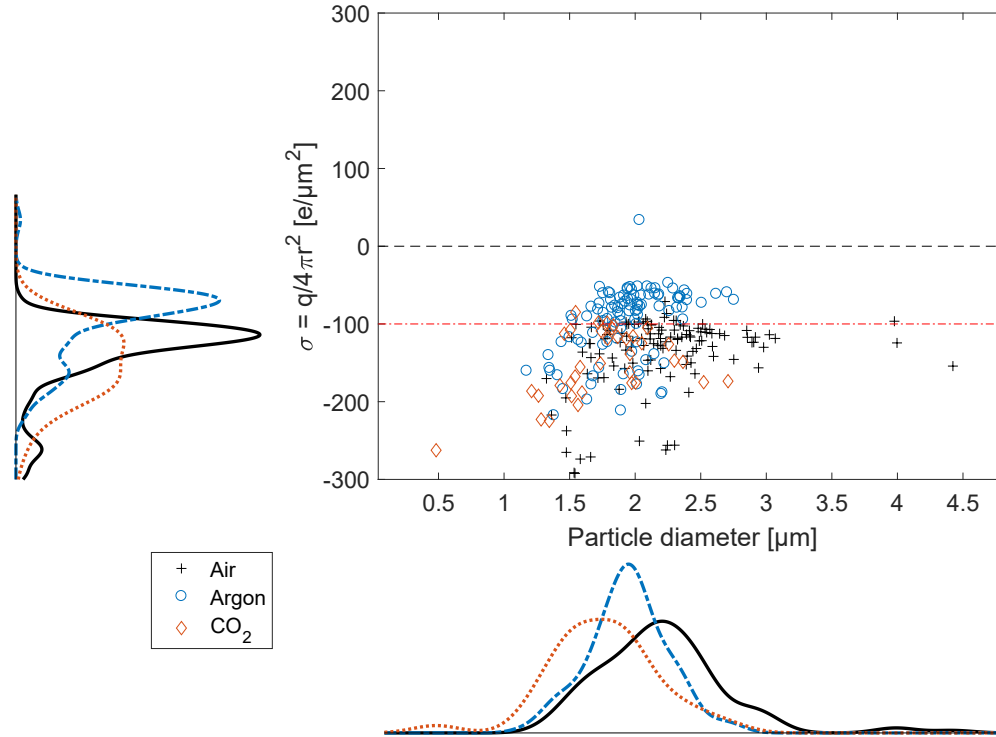 300
200
100
0
-100
-200
-300
σ = q/4πr² [e/µm²]
0.5 1 1.5 2 2.5 3 3.5 4 4.5
Particle diameter [µm]
Air
Argon
CO₂